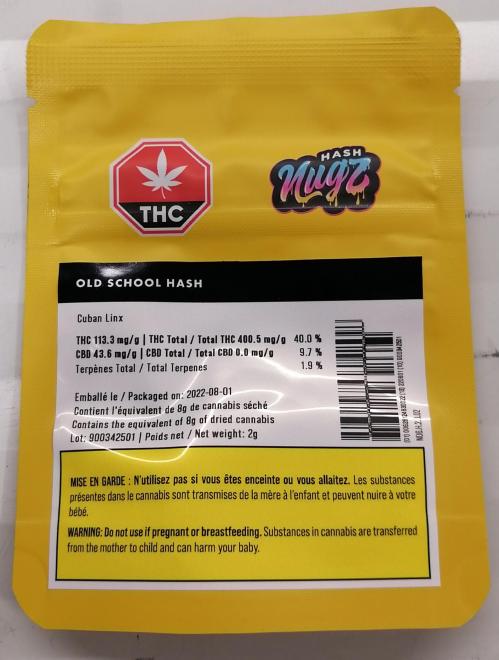 THC
HASH
Nugz
OLD SCHOOL HASH
Cuban Linx
THC 113.3 mg/g | THC Total / Total THC 400.5 mg/g 40.0 %
CBD 43.6 mg/g | CBD Total / Total CBD 0.0 mg/g 9.7 %
Terpènes Total / Total Terpenes 1.9 %
Emballé le / Packaged on: 2022-08-01
Contient l'équivalent de 8g de cannabis séché
Contains the equivalent of 8g of dried cannabis
Lot: 900342501 | Poids net / Net weight: 2g
MISE EN GARDE : N'utilisez pas si vous êtes enceinte ou vous allaitez. Les substances
présentes dans le cannabis sont transmises de la mère à l'enfant et peuvent nuire à votre
bébé.
WARNING: Do not use if pregnant or breastfeeding. Substances in cannabis are transferred
from the mother to child and can harm your baby.